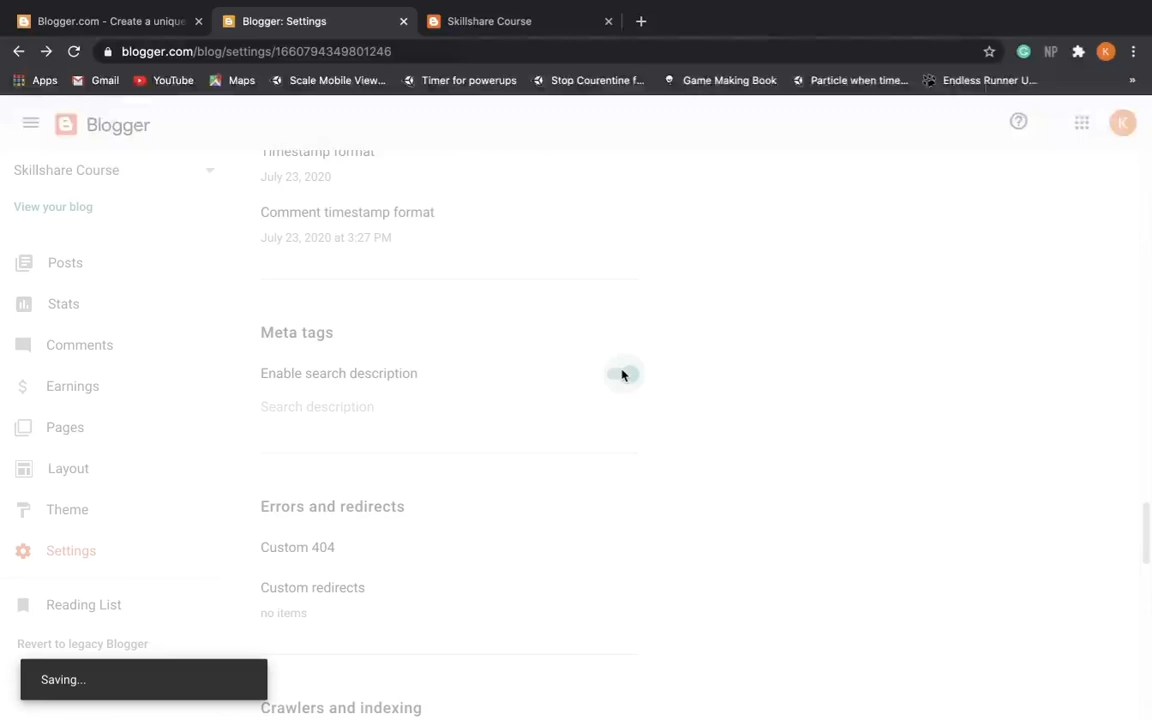 Blogger.com - Create a unique
Blogger: Settings
Skillshare Course
blogger.com/blog/settings/1660794349801246
Apps
Gmail
YouTube
Maps
Scale Mobile View...
Timer for powerups
Stop Courentine f...
Game Making Book
Particle when time...
Endless Runner U...
»
NP
K
Blogger
K
Skillshare Course
View your blog
Posts
Stats
Comments
Earnings
Pages
Layout
Theme
Settings
Reading List
Revert to legacy Blogger
Saving...
Timestamp format
July 23, 2020
Comment timestamp format
July 23, 2020 at 3:27 PM
Meta tags
Enable search description
Search description
Errors and redirects
Custom 404
Custom redirects
no items
Crawlers and indexing